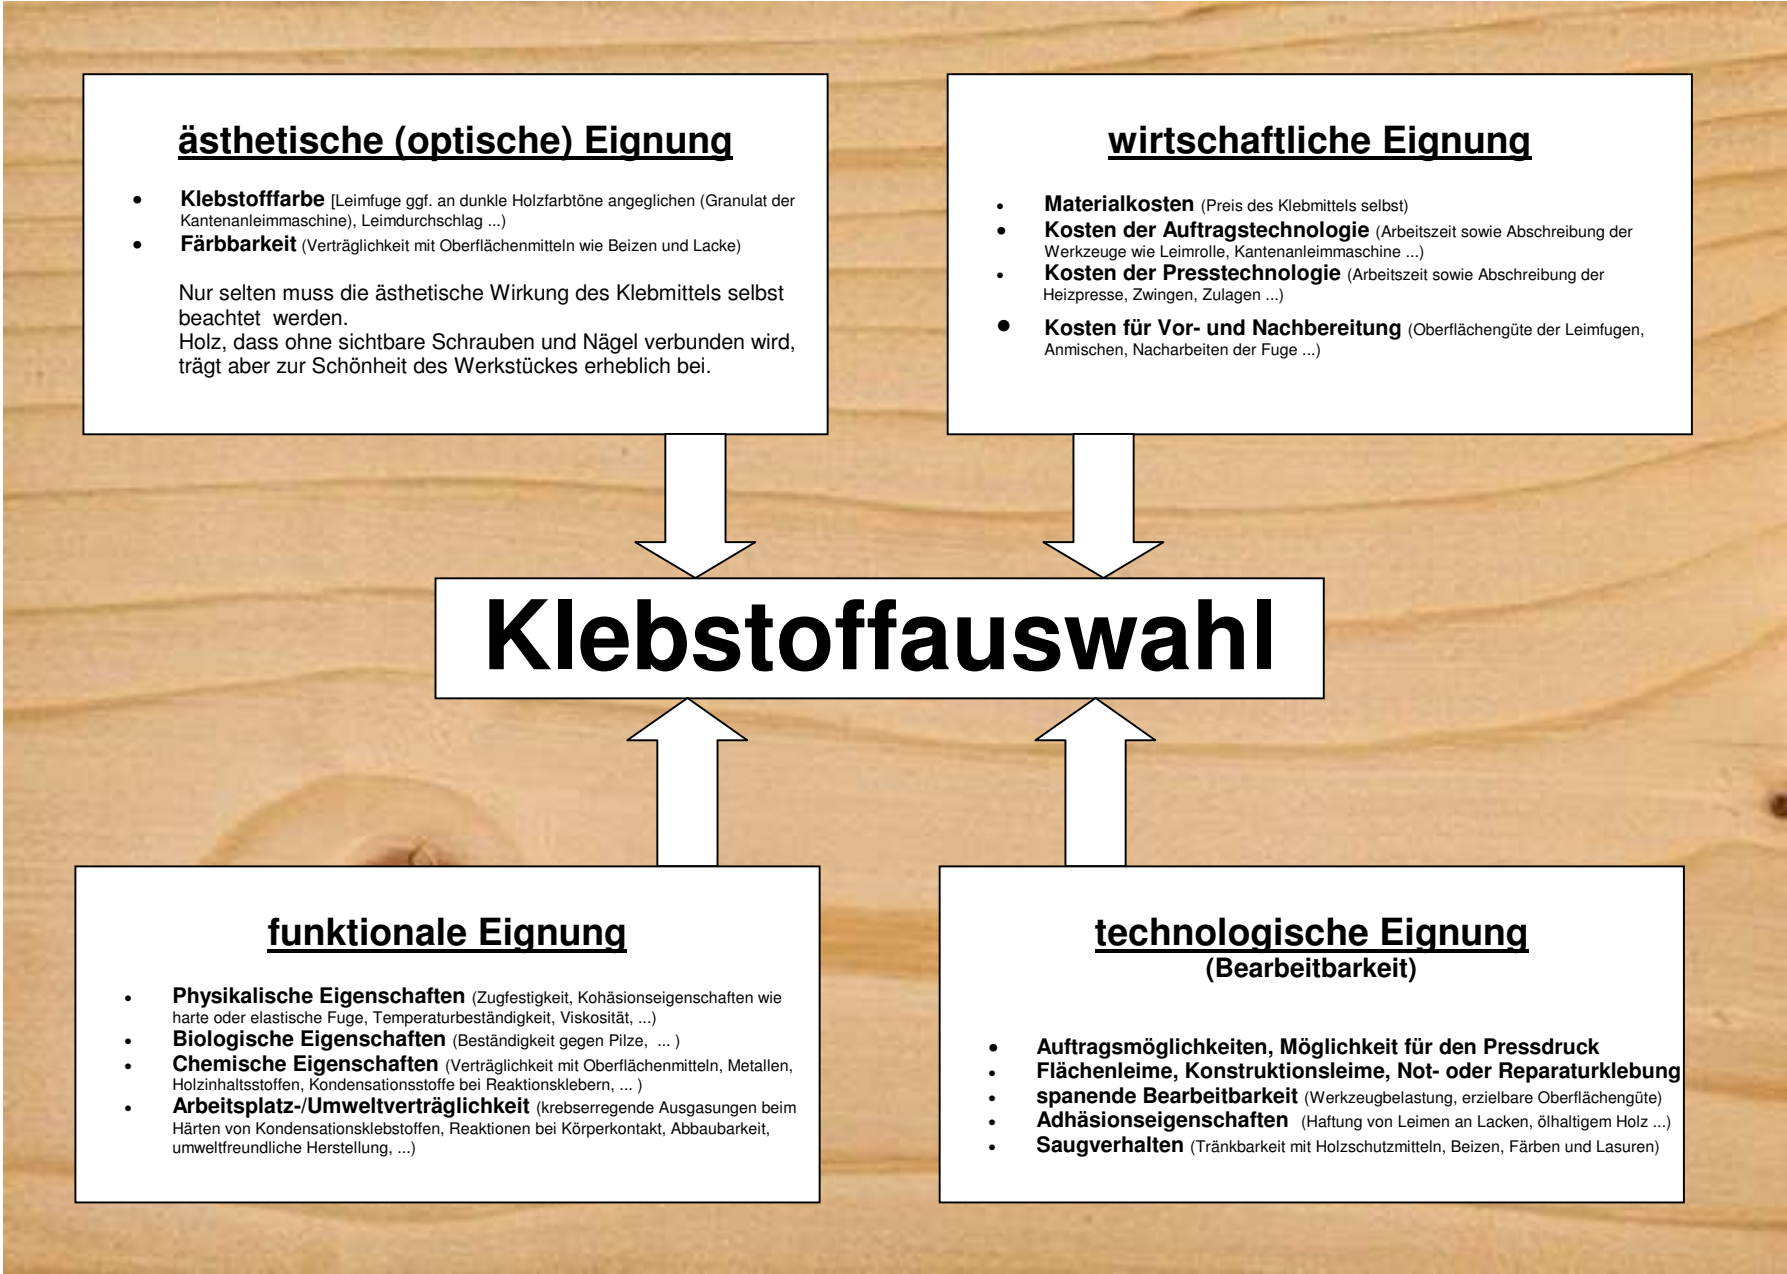 ästhetische (optische) Eignung
• Klebstofffarbe [Leimfuge ggf. an dunkle Holzfarbtöne angeglichen (Granulat der
Kantenanleimmaschine), Leimdurchschlag ...)
• Färbbarkeit (Verträglichkeit mit Oberflächenmitteln wie Beizen und Lacke)
Nur selten muss die ästhetische Wirkung des Klebmittels selbst
beachtet werden.
Holz, dass ohne sichtbare Schrauben und Nägel verbunden wird,
trägt aber zur Schönheit des Werkstückes erheblich bei.
wirtschaftliche Eignung
• Materialkosten (Preis des Klebmittels selbst)
• Kosten der Auftragstechnologie (Arbeitszeit sowie Abschreibung der
Werkzeuge wie Leimrolle, Kantenanleimmaschine ...)
• Kosten der Presstechnologie (Arbeitszeit sowie Abschreibung der
Heizpresse, Zwingen, Zulagen ...)
• Kosten für Vor- und Nachbereitung (Oberflächengüte der Leimfugen,
Anmischen, Nacharbeiten der Fuge ...)
Klebstoffauswahl
funktionale Eignung
• Physikalische Eigenschaften (Zugfestigkeit, Kohäsionseigenschaften wie
harte oder elastische Fuge, Temperaturbeständigkeit, Viskosität, ...)
• Biologische Eigenschaften (Beständigkeit gegen Pilze, ... )
• Chemische Eigenschaften (Verträglichkeit mit Oberflächenmitteln, Metallen,
Holzinhaltsstoffen, Kondensationsstoffe bei Reaktionsklebern, ... )
• Arbeitsplatz-/Umweltverträglichkeit (krebserregende Ausgasungen beim
Härten von Kondensationsklebstoffen, Reaktionen bei Körperkontakt, Abbaubarkeit,
umweltfreundliche Herstellung, ...)
technologische Eignung
(Bearbeitbarkeit)
• Auftragsmöglichkeiten, Möglichkeit für den Pressdruck
• Flächenleime, Konstruktionsleime, Not- oder Reparaturklebung
• spanende Bearbeitbarkeit (Werkzeugbelastung, erzielbare Oberflächengüte)
• Adhäsionseigenschaften (Haftung von Leimen an Lacken, ölhaltigem Holz ...)
• Saugverhalten (Tränkbarkeit mit Holzschutzmitteln, Beizen, Färben und Lasuren)